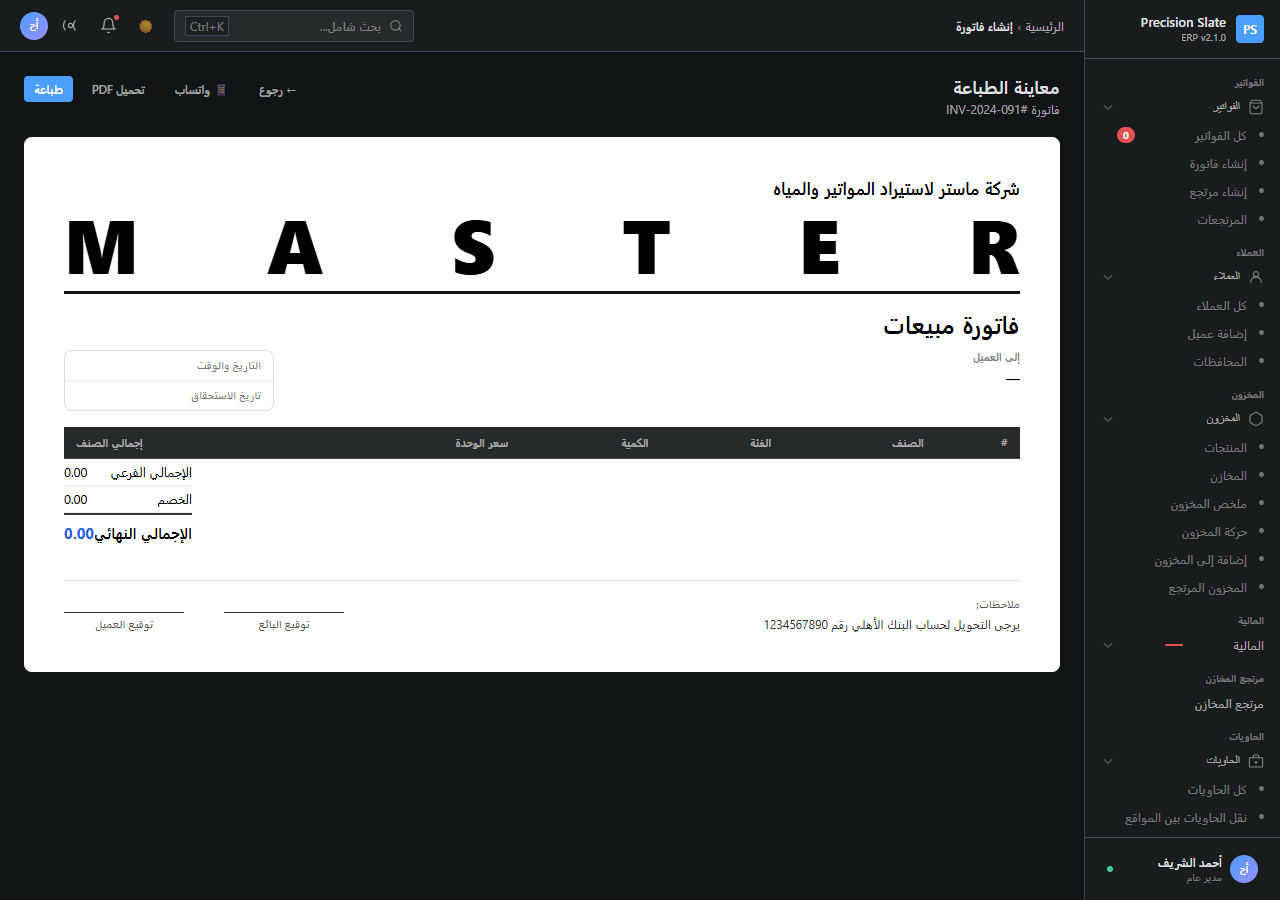 Precision Slate
ERP v2.1.0
PS
الفواتير
الفواتير
كل الفواتير
0
إنشاء فاتورة
إنشاء مرتجع
المرتجعات
العملاء
العملاء
كل العملاء
إضافة عميل
المحافظات
المخزون
المخزون
المنتجات
المخازن
ملخص المخزون
حركة المخزون
إضافة إلى المخزون
المخزون المرتجع
المالية
المالية
مرتجع المخازن
مرتجع المخازن
الحاويات
الحاويات
كل الحاويات
نقل الحاويات بين المواقع
أحمد الشريف
مدير عام
أح
الرئيسية › إنشاء فاتورة
بحث شامل... Ctrl+K
أح
معاينة الطباعة
فاتورة #INV-2024-091
← رجوع
واتساب
تحميل PDF
طباعة
شركة ماستر لاستيراد المواتير والمياه
M A S T E R
فاتورة مبيعات
إلى العميل
—
التاريخ والوقت
تاريخ الاستحقاق
# الصنف الفئة الكمية سعر الوحدة إجمالي الصنف
الإجمالي الفرعي 0.00
الخصم 0.00
الإجمالي النهائي 0.00
ملاحظات:
يرجى التحويل لحساب البنك الأهلي رقم 1234567890
توقيع البائع
توقيع العميل